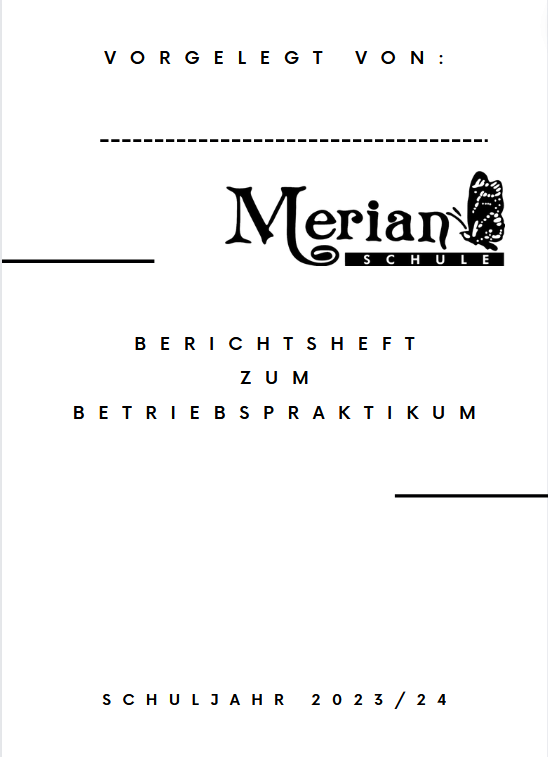 VORGELEGT VON:
Merian
SCHULE
BERICHTSHEFT
ZUM
BETRIEBSPRAKTIKUM
SCHULJAHR 2023/24